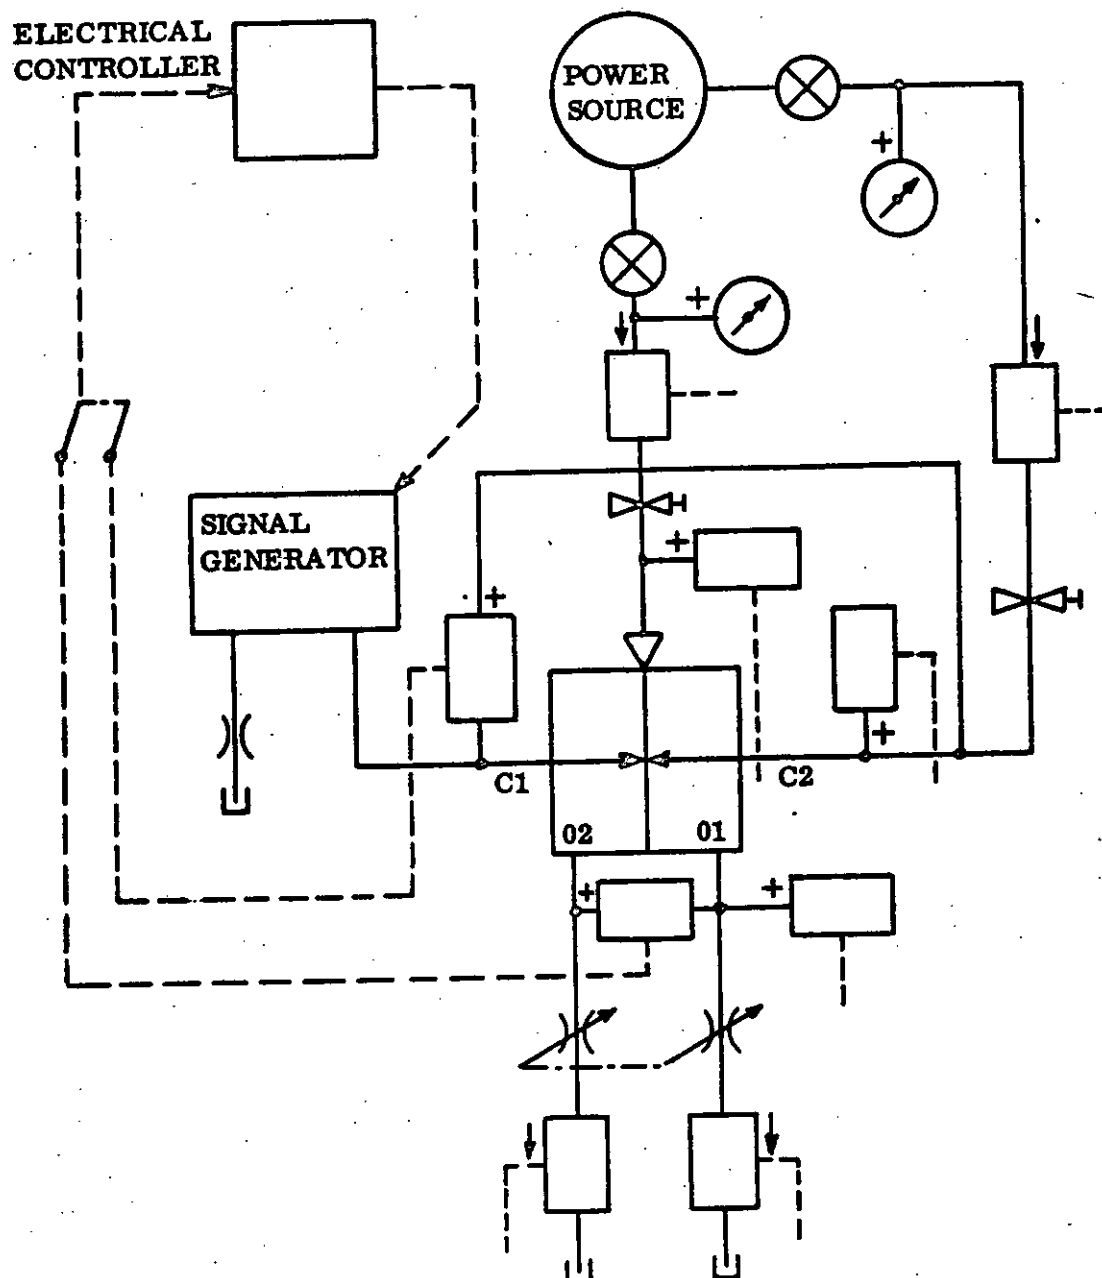 ELECTRICAL
CONTROLLER
POWER
SOURCE
+
+
SIGNAL
GENERATOR
+
+
+
C1
C2
02
01
+
+